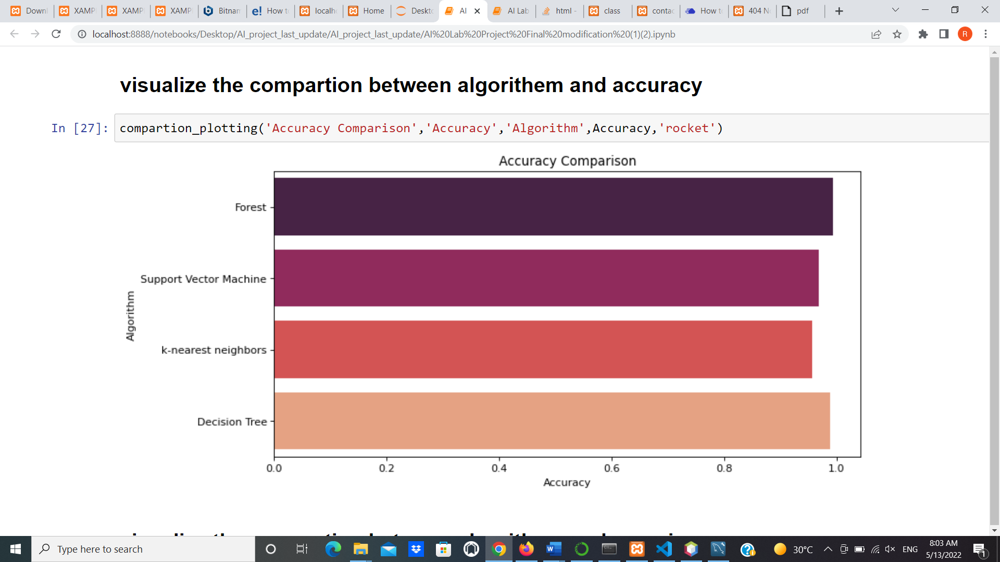 Downl XAMP XAMP XAMP Bitnam How t localh Home Deskt AI AI Lab html - class conta How t 404 N pdf
localhost:8888/notebooks/Desktop/AI_project_last_update/AI_project_last_update/AI%20Lab%20Project%20Final%20modification%20(1)(2).ipynb
R
visualize the compartion between algorithem and accuracy
In [27]: compartion_plotting('Accuracy Comparison','Accuracy','Algorithm',Accuracy,'rocket')
Accuracy Comparison
Forest
Support Vector Machine
k-nearest neighbors
Decision Tree
Algorithm
0.0 0.2 0.4 0.6 0.8 1.0
Accuracy
Type here to search
30°C
ENG
8:03 AM
5/13/2022
1